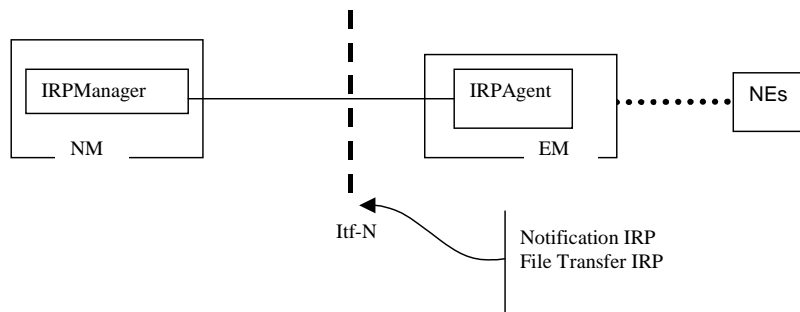 IRPManager
NM
IRPAgent
EM
NEs
Itf-N
Notification IRP
File Transfer IRP